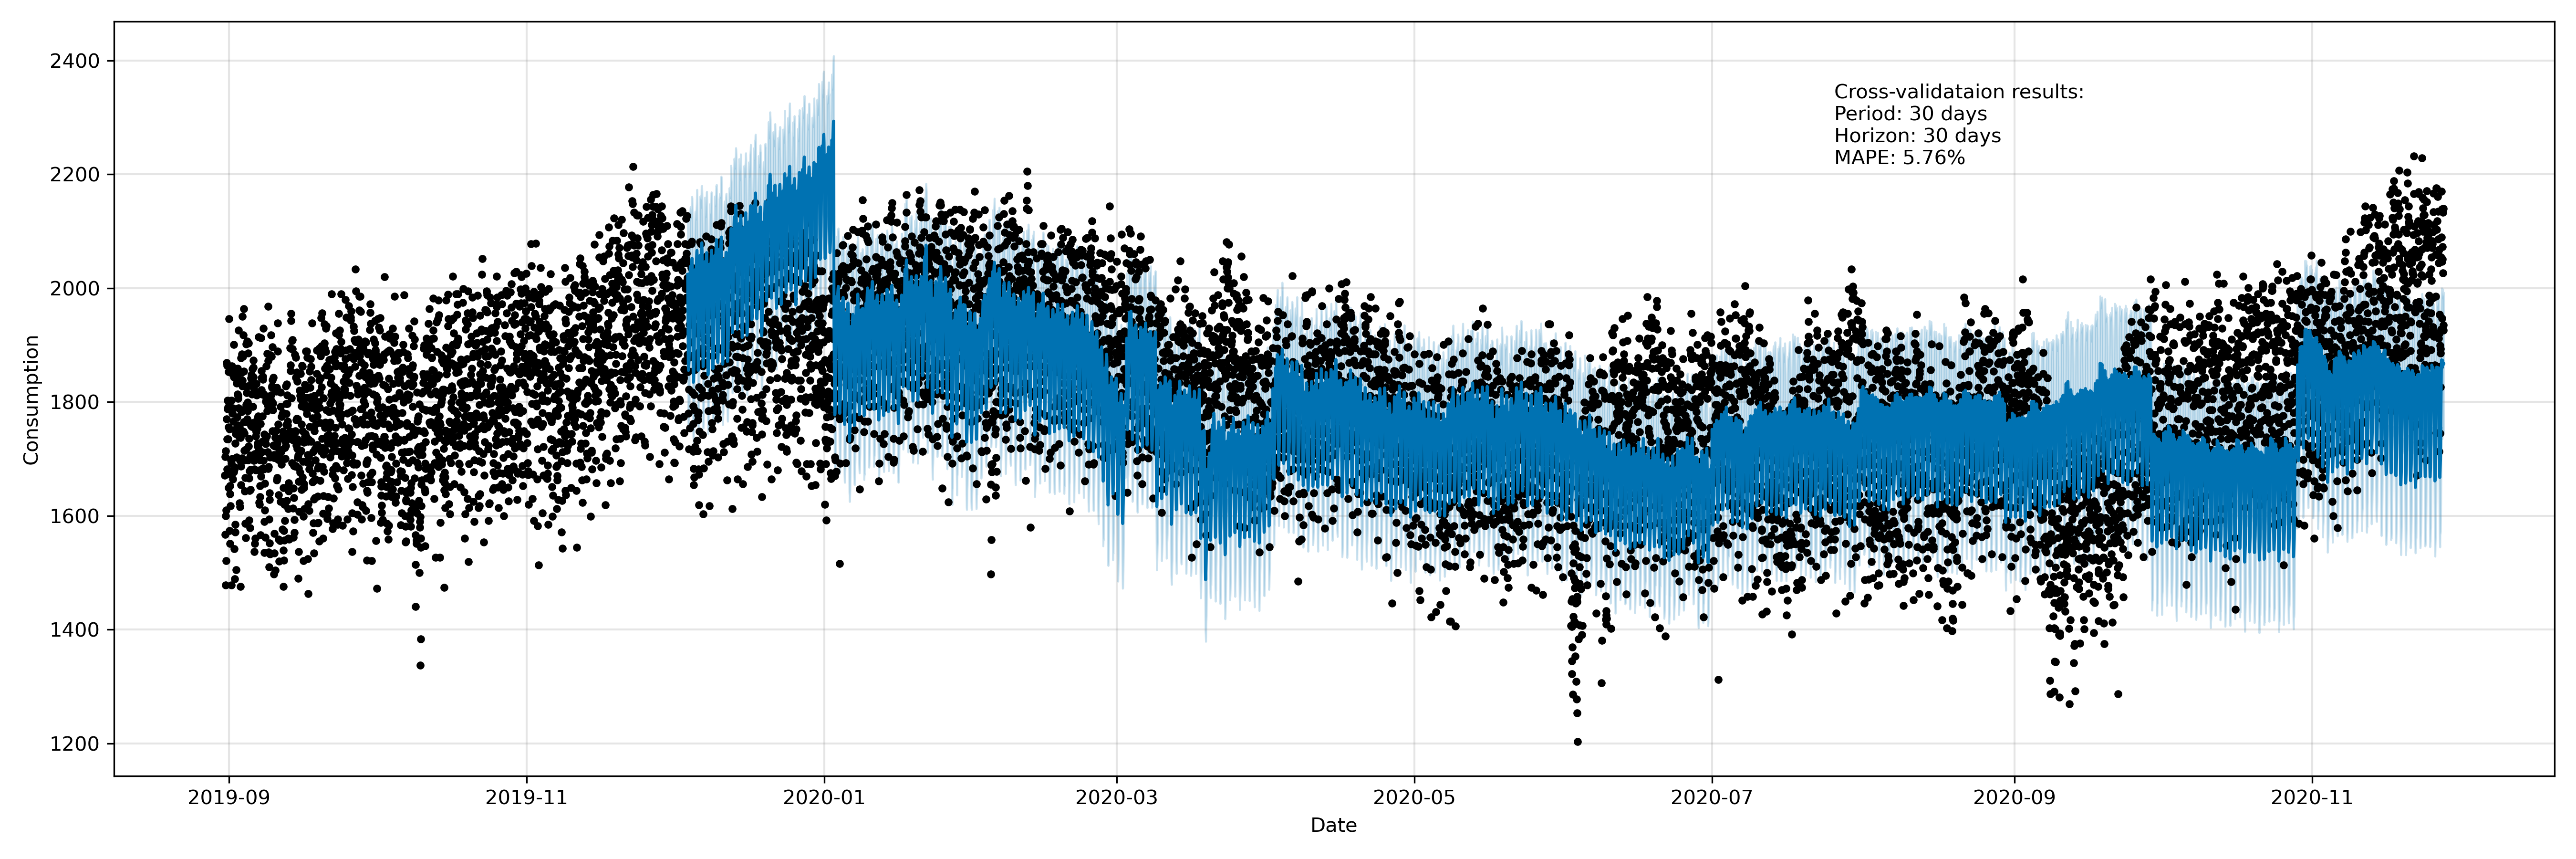 2400
2200
2000
1800
1600
1400
1200
Consumption
Cross-validataion results:
Period: 30 days
Horizon: 30 days
MAPE: 5.76%
2019-09 2019-11 2020-01 2020-03 2020-05 2020-07 2020-09 2020-11
Date